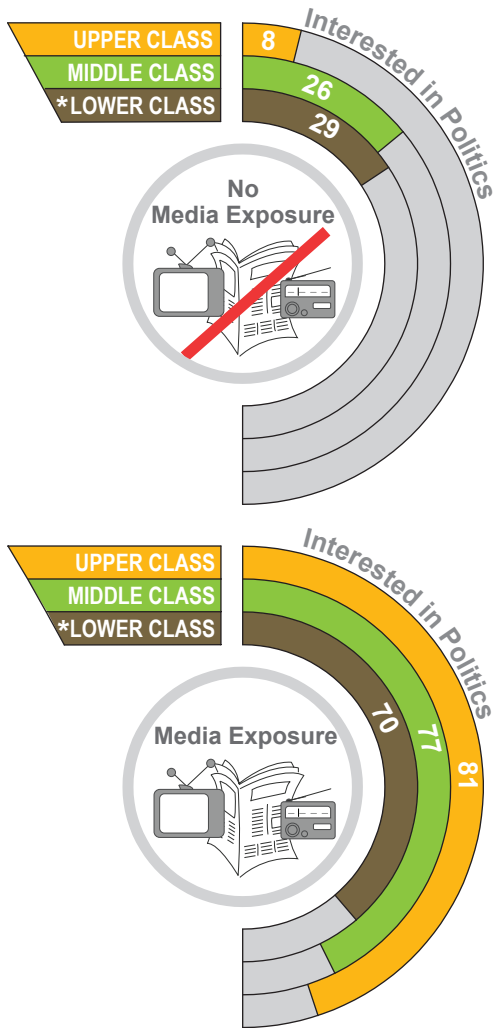 UPPER CLASS 8
MIDDLE CLASS 26
*LOWER CLASS 29
Interested in Politics
No
Media Exposure
UPPER CLASS 81
MIDDLE CLASS 77
*LOWER CLASS 70
Interested in Politics
Media Exposure